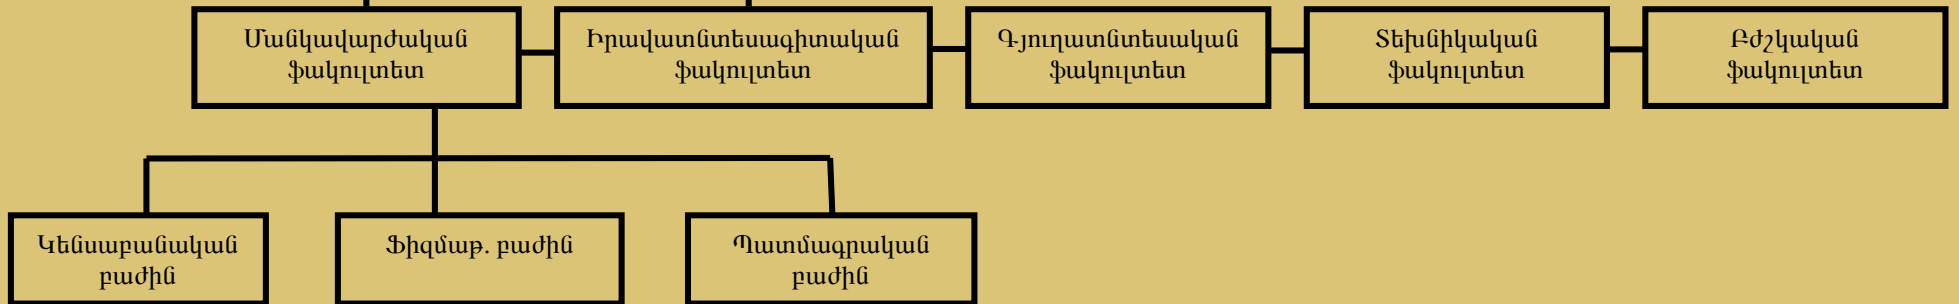 Մանկավարժական
ֆակուլտետ
Իրավատնտեսագիտական
ֆակուլտետ
Գյուղատնտեսական
ֆակուլտետ
Տեխնիկական
ֆակուլտետ
Բժշկական
ֆակուլտետ
Կենսաբանական
բաժին
Ֆիզմաթ. բաժին
Պատմագրական
բաժին